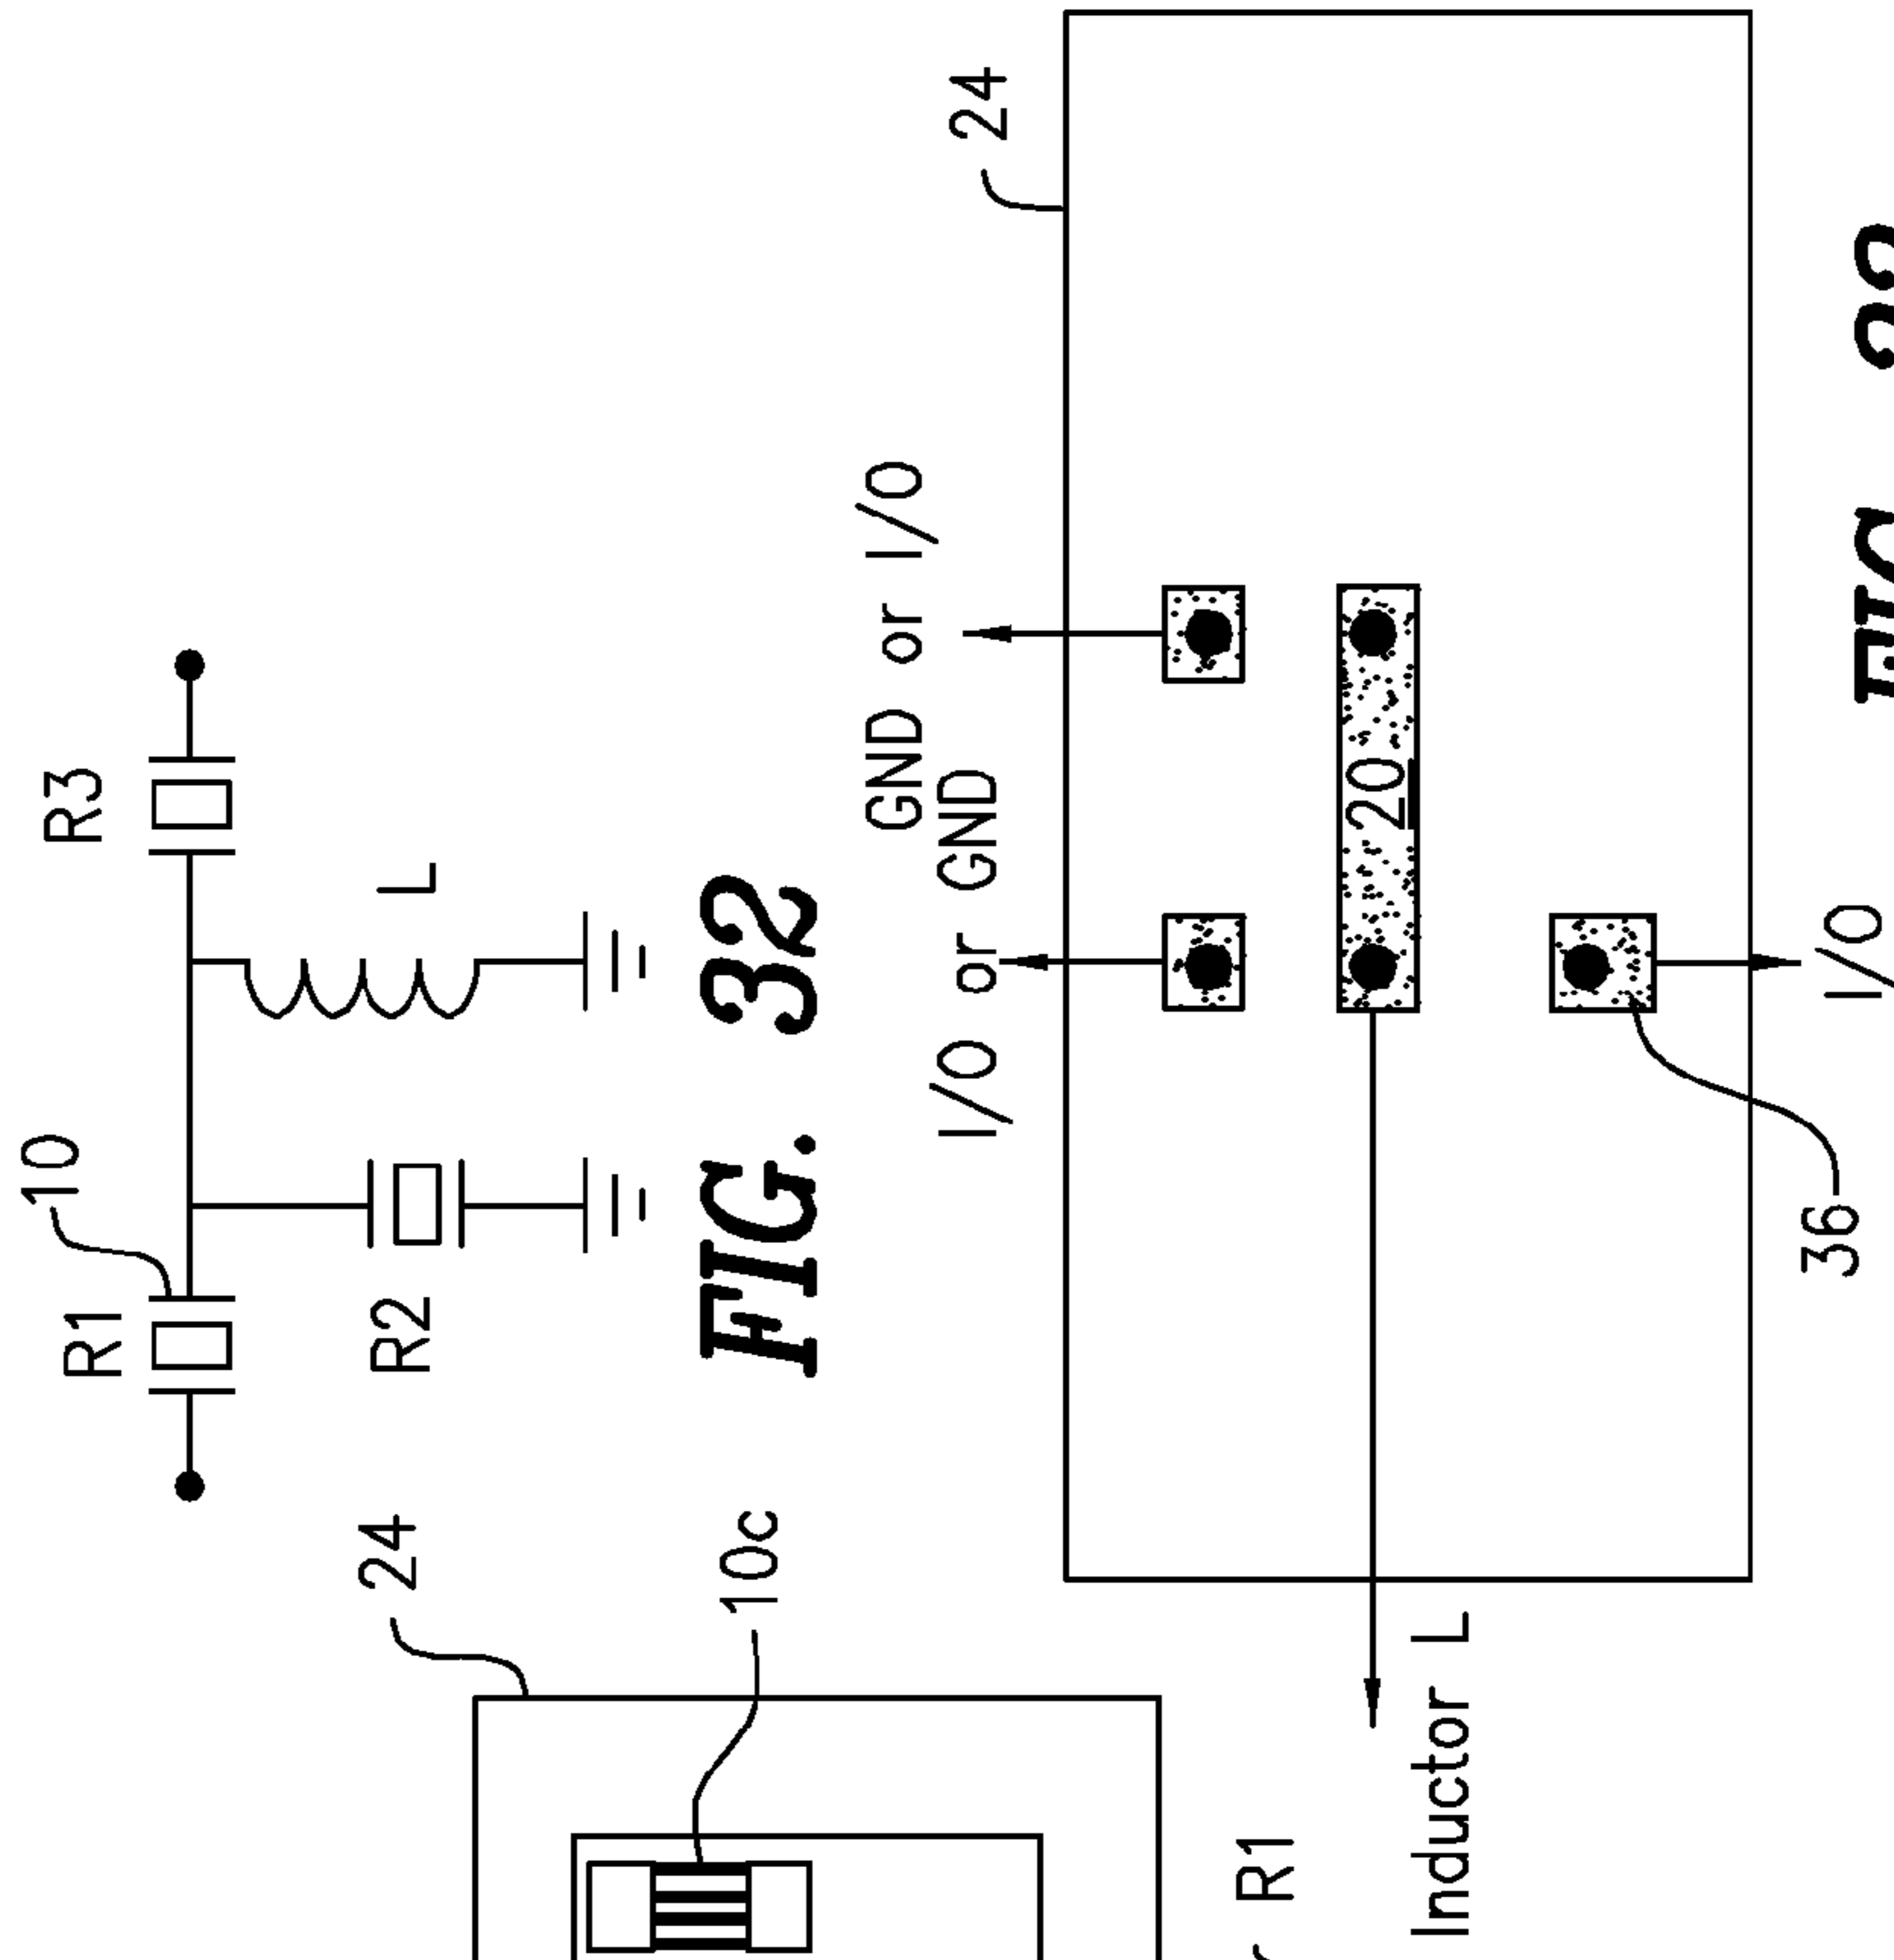 10
R1
R3
R2
L
FIG. 32
24
10c
R1
24
GND or I/O
I/O or GND
20
Inductor L
I/O
36